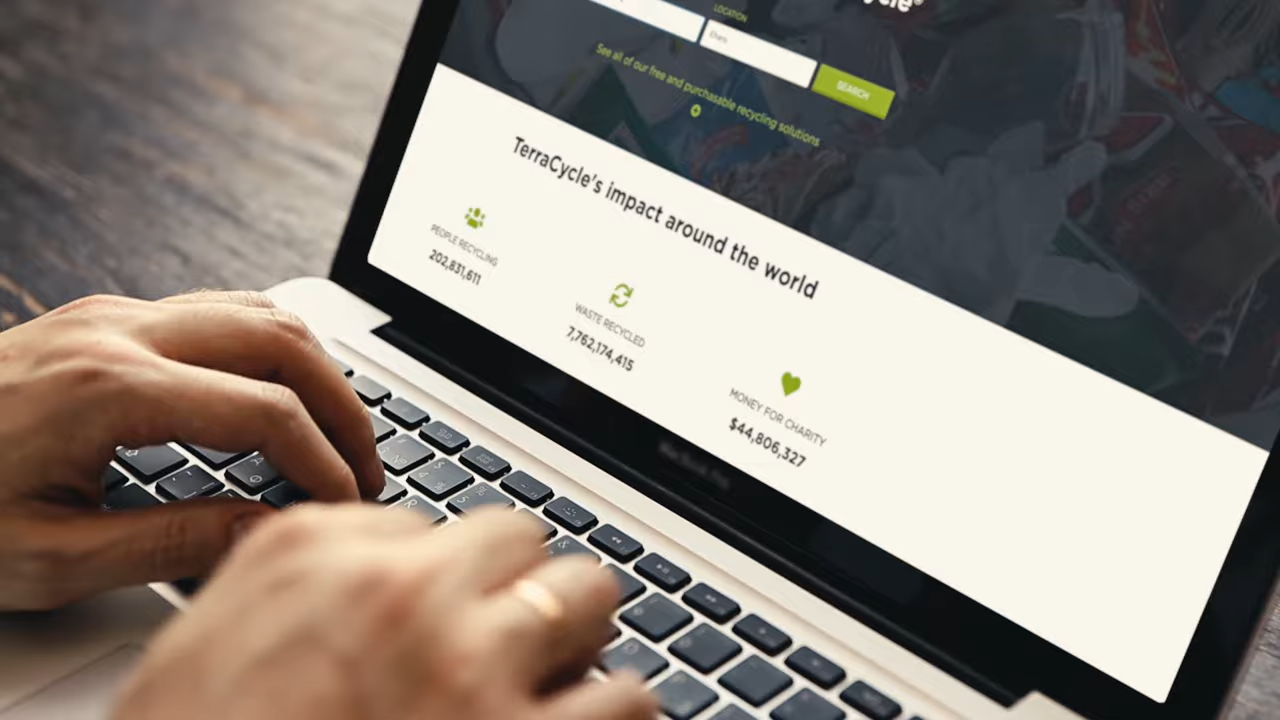 LOCATION
SEARCH
See all of our free and purchasable recycling solutions
TerraCycle's impact around the world
PEOPLE RECYCLING
202,831,611
WASTE RECYCLED
7,762,174,415
MONEY FOR CHARITY
$44,806,327